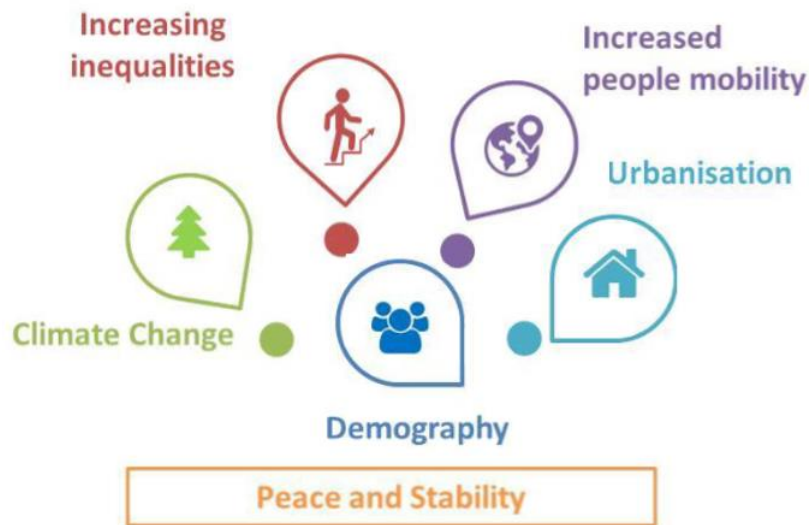 Increasing
inequalities
Increased
people mobility
Urbanisation
Climate Change
Demography
Peace and Stability